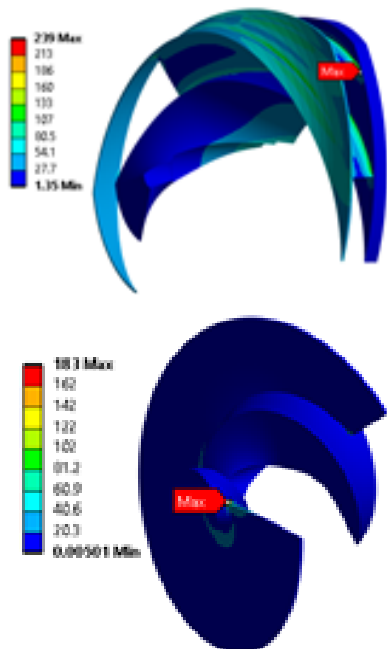 239 Max
213
186
160
133
107
80.5
54.1
27.7
1.35 Min
Max
183 Max
162
142
122
102
81.2
60.9
40.6
20.3
0.00501 Min
Max